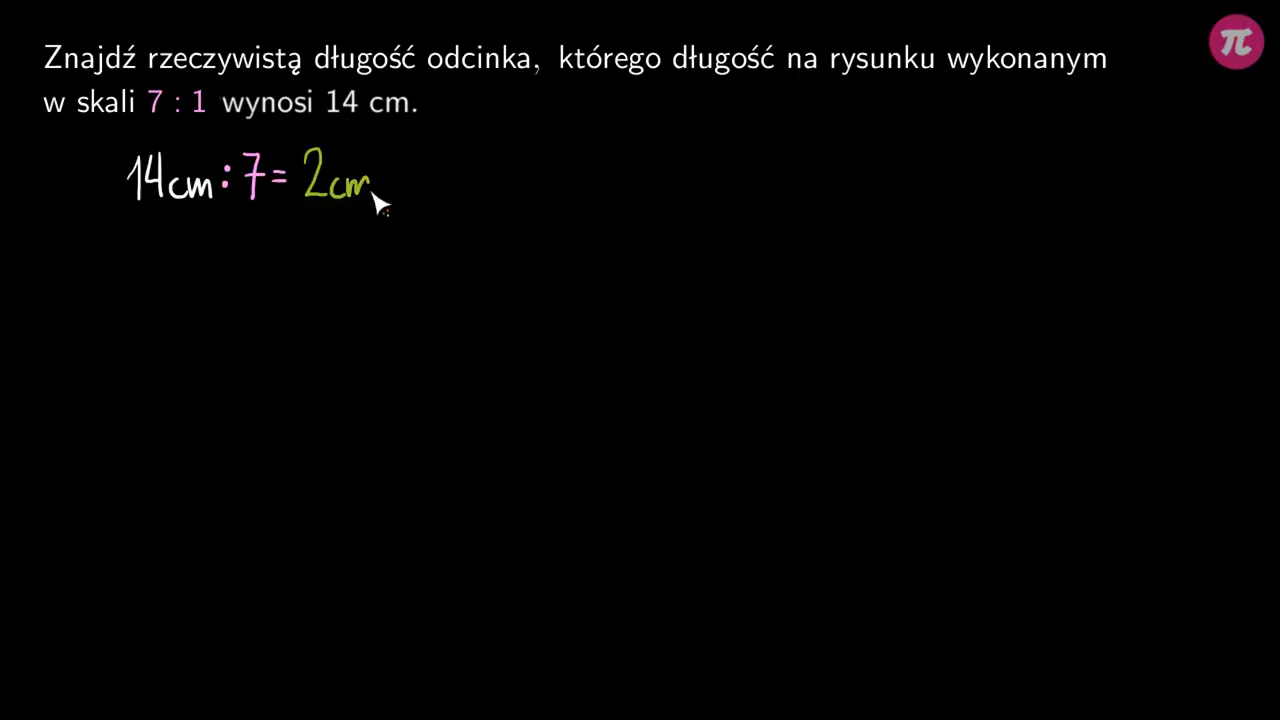 Znajdź rzeczywistą długość odcinka, którego długość na rysunku wykonanym
w skali 7 : 1 wynosi 14 cm.
14cm:7= 2cm
π